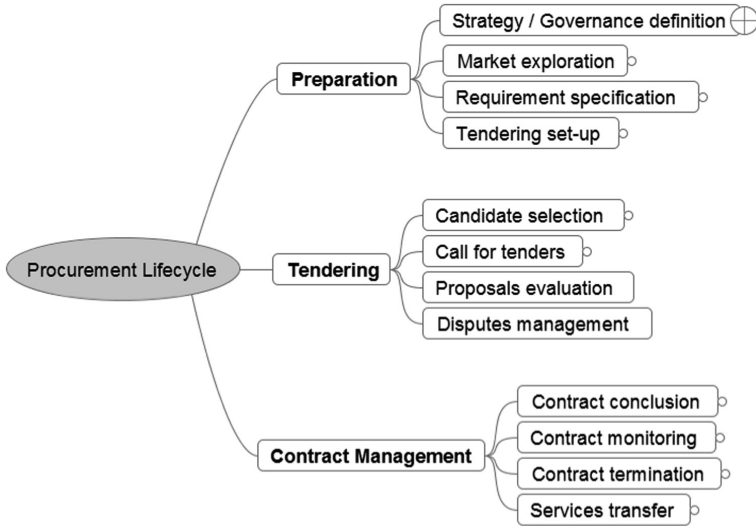 Procurement Lifecycle
Preparation
Strategy / Governance definition
Market exploration
Requirement specification
Tendering set-up
Tendering
Candidate selection
Call for tenders
Proposals evaluation
Disputes management
Contract Management
Contract conclusion
Contract monitoring
Contract termination
Services transfer